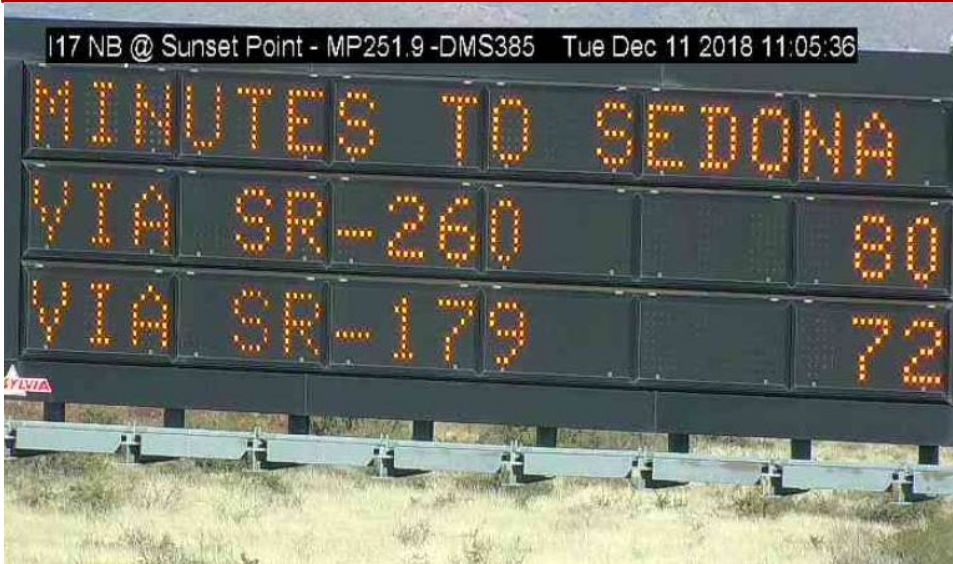 I17 NB @ Sunset Point - MP251.9 -DMS385 Tue Dec 11 2018 11:05:36
MINUTES TO SEDONA
VIA SR-260 80
VIA SR-179 72
SYLVIA